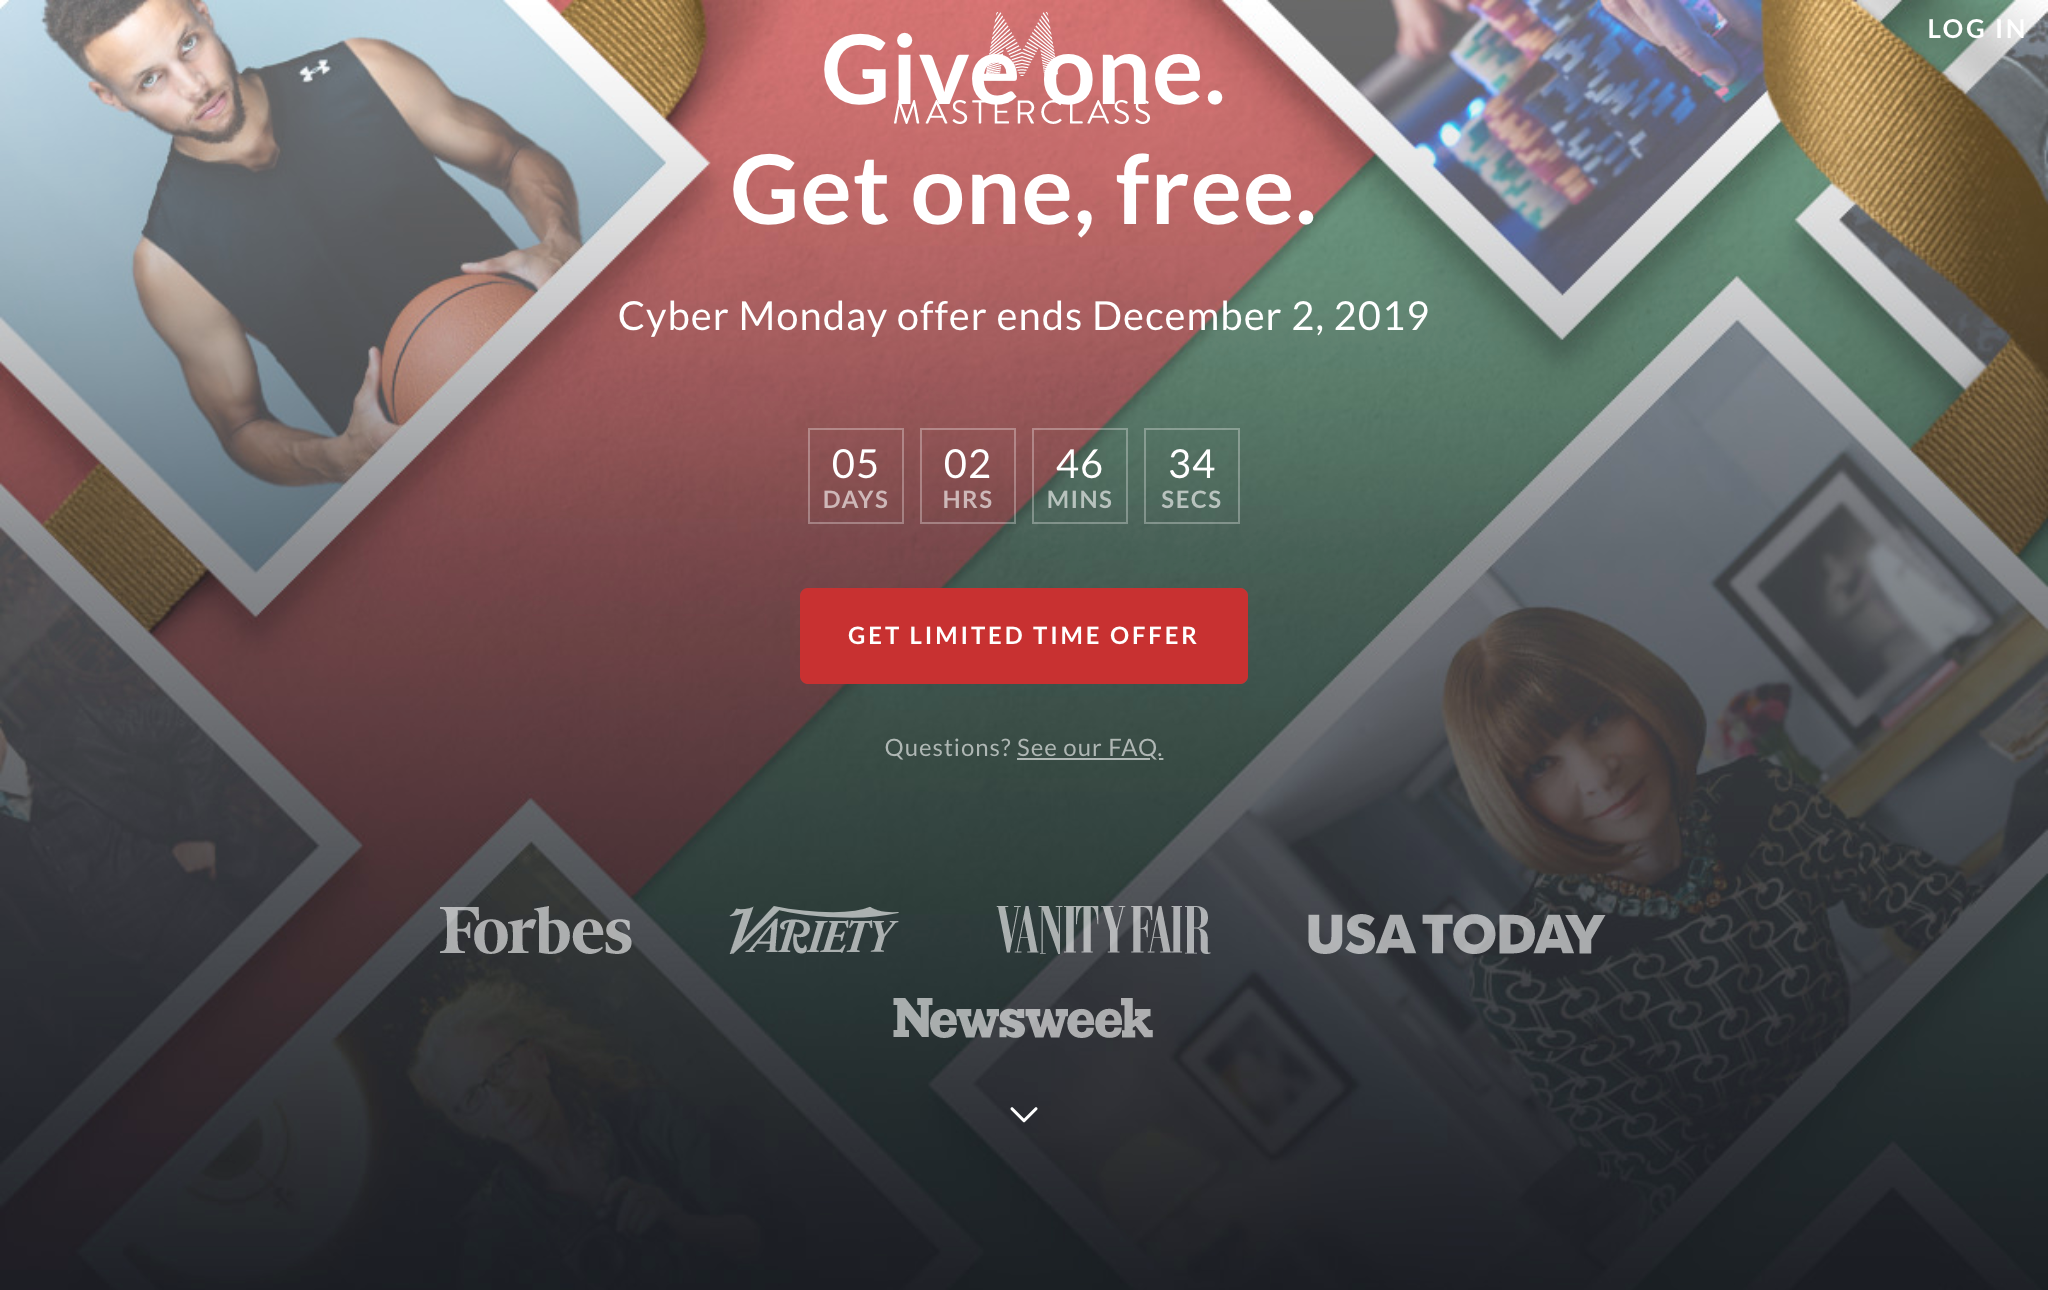 LOG IN
Give one.
MASTERCLASS
Get one, free.
Cyber Monday offer ends December 2, 2019
05 02 46 34
DAYS HRS MINS SECS
GET LIMITED TIME OFFER
Questions? See our FAQ.
Forbes VARIETY VANITY FAIR USA TODAY
Newsweek